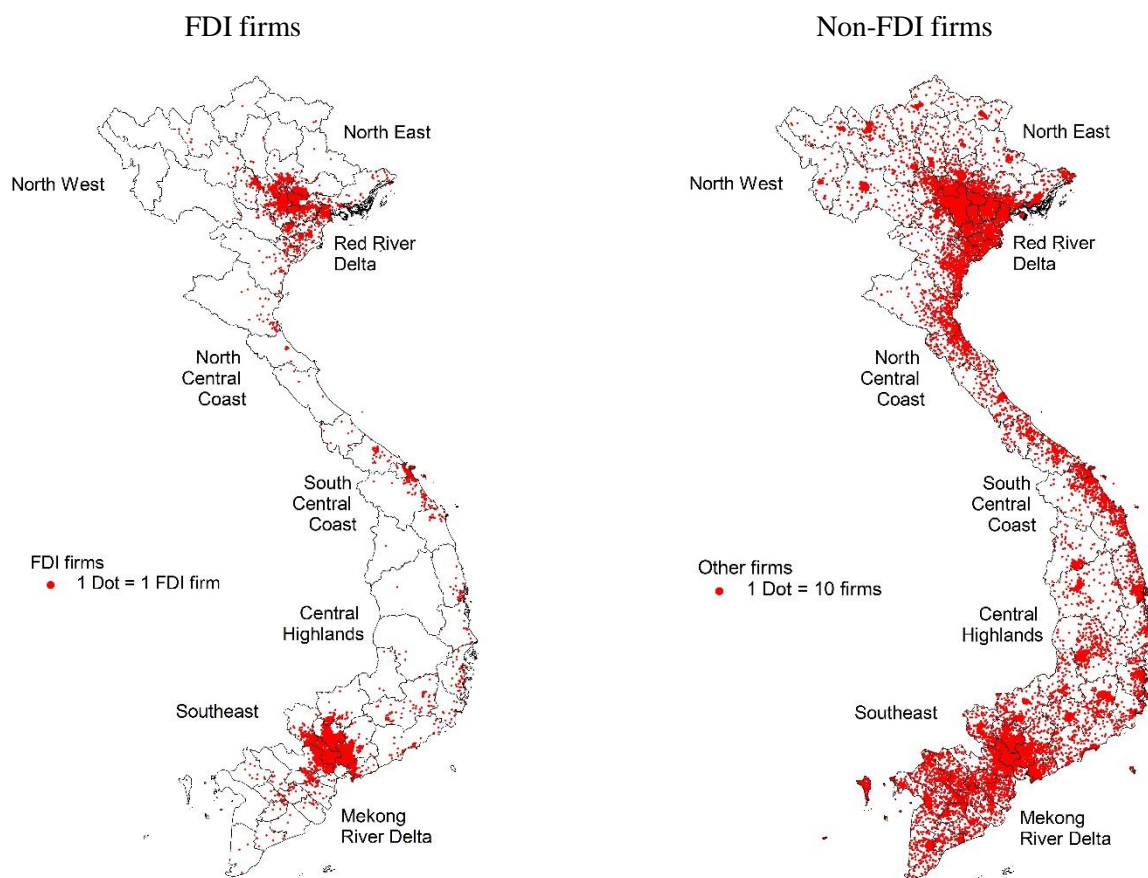 FDI firms
North East
North West
Red River
Delta
North
Central
Coast
South
Central
Coast
FDI firms
1 Dot = 1 FDI firm
Central
Highlands
Southeast
Mekong
River Delta
Non-FDI firms
North East
North West
Red River
Delta
North
Central
Coast
South
Central
Coast
Other firms
1 Dot = 10 firms
Central
Highlands
Southeast
Mekong
River Delta